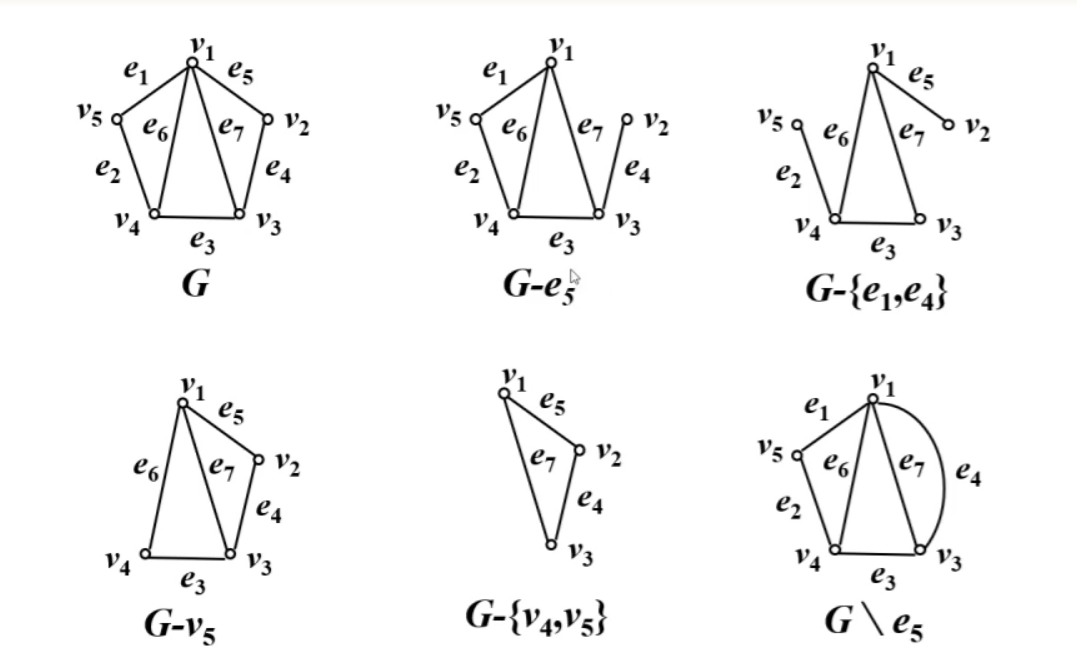 v₁ v₁ v₁
e₁ e₅ e₁ e₅
v₅ e₆ e₇ v₂ v₅ e₆ e₇ v₂ v₅ e₆ e₇ v₂
e₂ e₄ e₂ e₄ e₂
v₄ v₃ v₄ v₃ v₄ v₃
e₃ e₃ e₃
G G-e₅ G-{e₁,e₄}
v₁ v₁ v₁
e₅ e₅ e₁
e₆ e₇ v₂ e₇ v₂ v₅ e₆ e₇ e₄
e₄ e₄ e₂
v₄ v₃ v₃ v₄ v₃
e₃ e₃
G-v₅ G-{v₄,v₅} G \ e₅